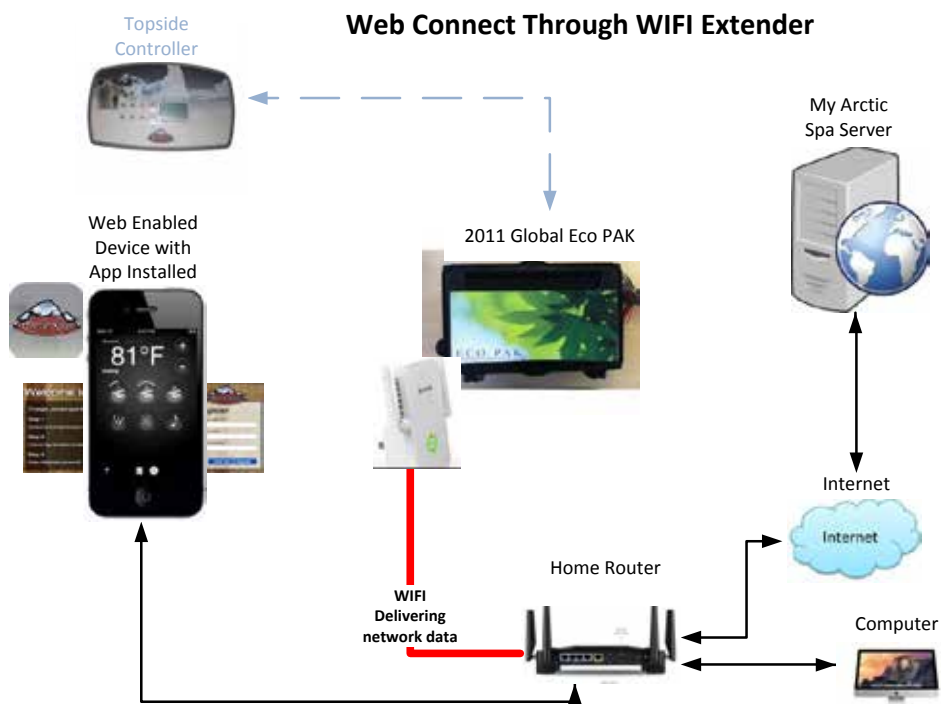 Web Connect Through WIFI Extender
Topside
Controller
My Arctic
Spa Server
Web Enabled
Device with
App Installed
2011 Global Eco PAK
81°F
ECO PAK
Internet
Internet
Home Router
WIFI
Delivering
network data
Computer